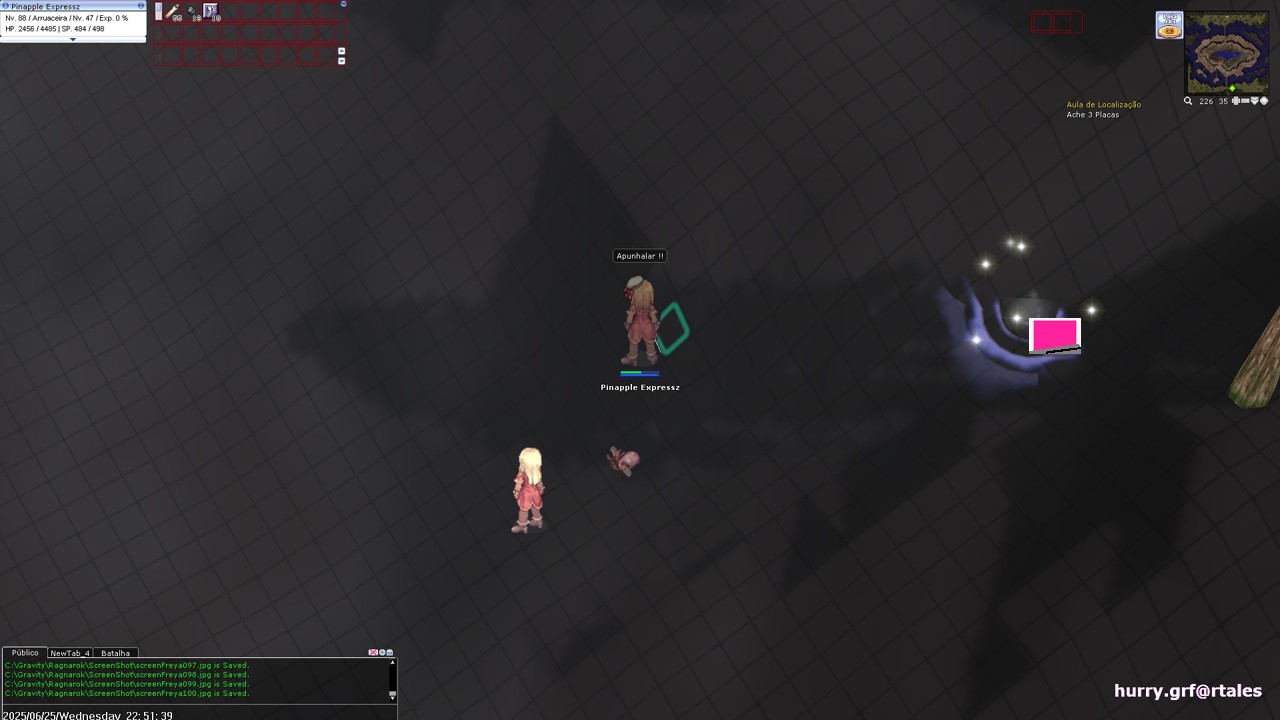 Pinapple Expressz
Nv. 88 / Arruaceira / Nv. 47 / Exp. 0 %
HP. 2456 / 4485 | SP. 484 / 498
226 35
Aula de Localização
Ache 3 Placas
Apunhalar !!
Pinapple Expressz
Público NewTab_4 Batalha
C:\Gravity\Ragnarok\ScreenShot\screenFreya097.jpg is Saved.
C:\Gravity\Ragnarok\ScreenShot\screenFreya098.jpg is Saved.
C:\Gravity\Ragnarok\ScreenShot\screenFreya099.jpg is Saved.
C:\Gravity\Ragnarok\ScreenShot\screenFreya100.jpg is Saved.
2025/06/25/Wednesday 22:51:39
hurry.grf@rtales